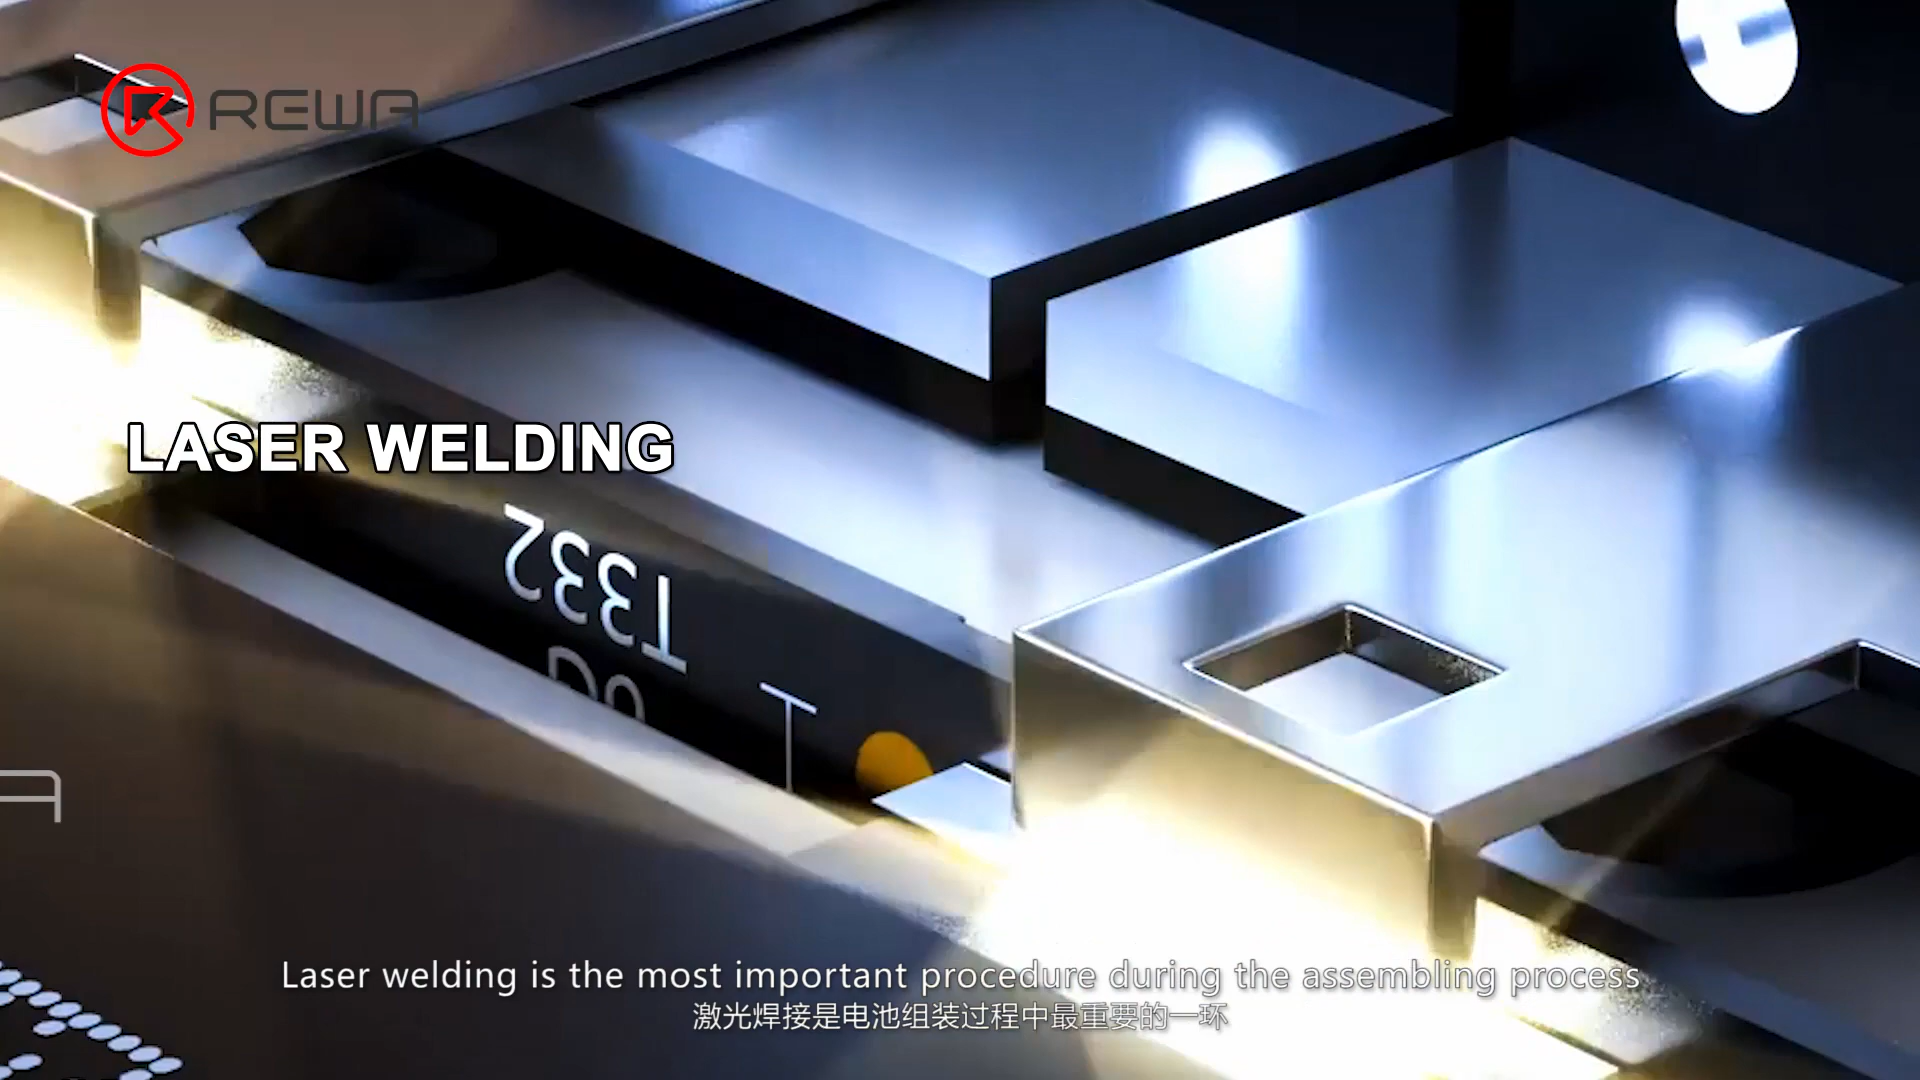 REWA
LASER WELDING
T332
Laser welding is the most important procedure during the assembling process
激光焊接是电池组装过程中最重要的一环